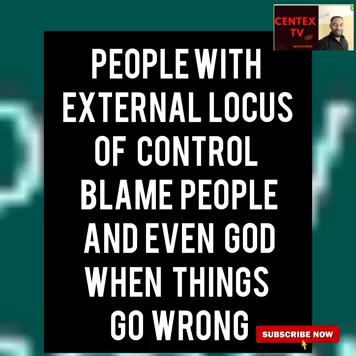 CENTEX
TV
PEOPLE WITH
EXTERNAL LOCUS
OF CONTROL
BLAME PEOPLE
AND EVEN GOD
WHEN THINGS
GO WRONG
SUBSCRIBE NOW